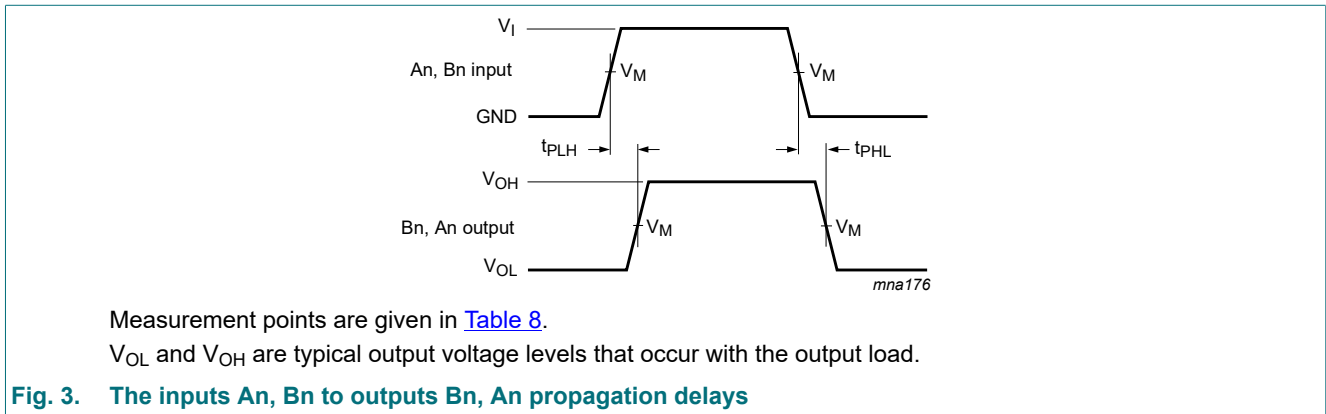 VI
An, Bn input
VM
VM
GND
tPLH
tPHL
VOH
Bn, An output
VM
VM
VOL
mna176
Measurement points are given in Table 8.
VOL and VOH are typical output voltage levels that occur with the output load.
Fig. 3. The inputs An, Bn to outputs Bn, An propagation delays